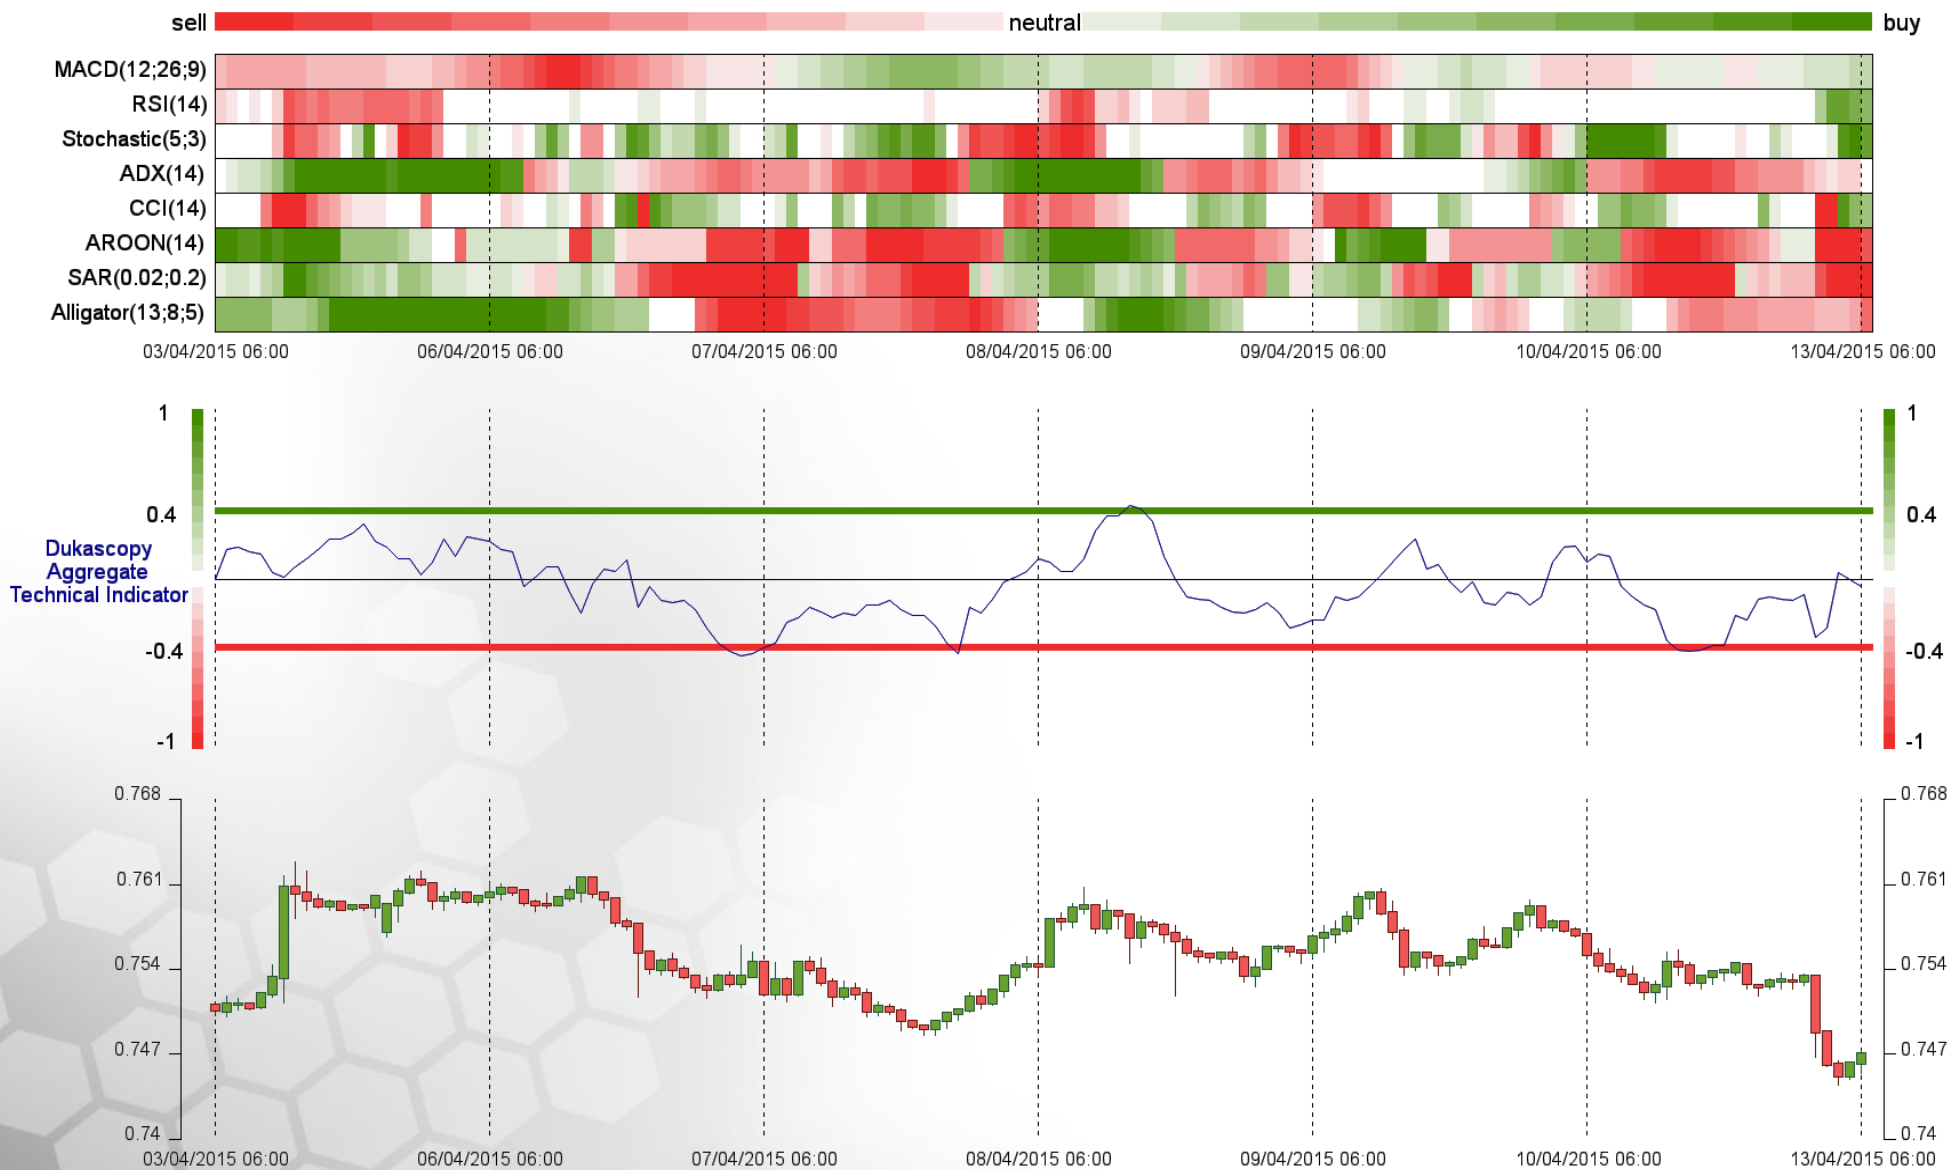 sell neutral buy
MACD(12;26;9)
RSI(14)
Stochastic(5;3)
ADX(14)
CCI(14)
AROON(14)
SAR(0.02;0.2)
Alligator(13;8;5)
03/04/2015 06:00 06/04/2015 06:00 07/04/2015 06:00 08/04/2015 06:00 09/04/2015 06:00 10/04/2015 06:00 13/04/2015 06:00
1 1
0.4 0.4
Dukascopy
Aggregate
Technical Indicator
-0.4 -0.4
-1 -1
0.768 0.768
0.761 0.761
0.754 0.754
0.747 0.747
0.74 0.74
03/04/2015 06:00 06/04/2015 06:00 07/04/2015 06:00 08/04/2015 06:00 09/04/2015 06:00 10/04/2015 06:00 13/04/2015 06:00